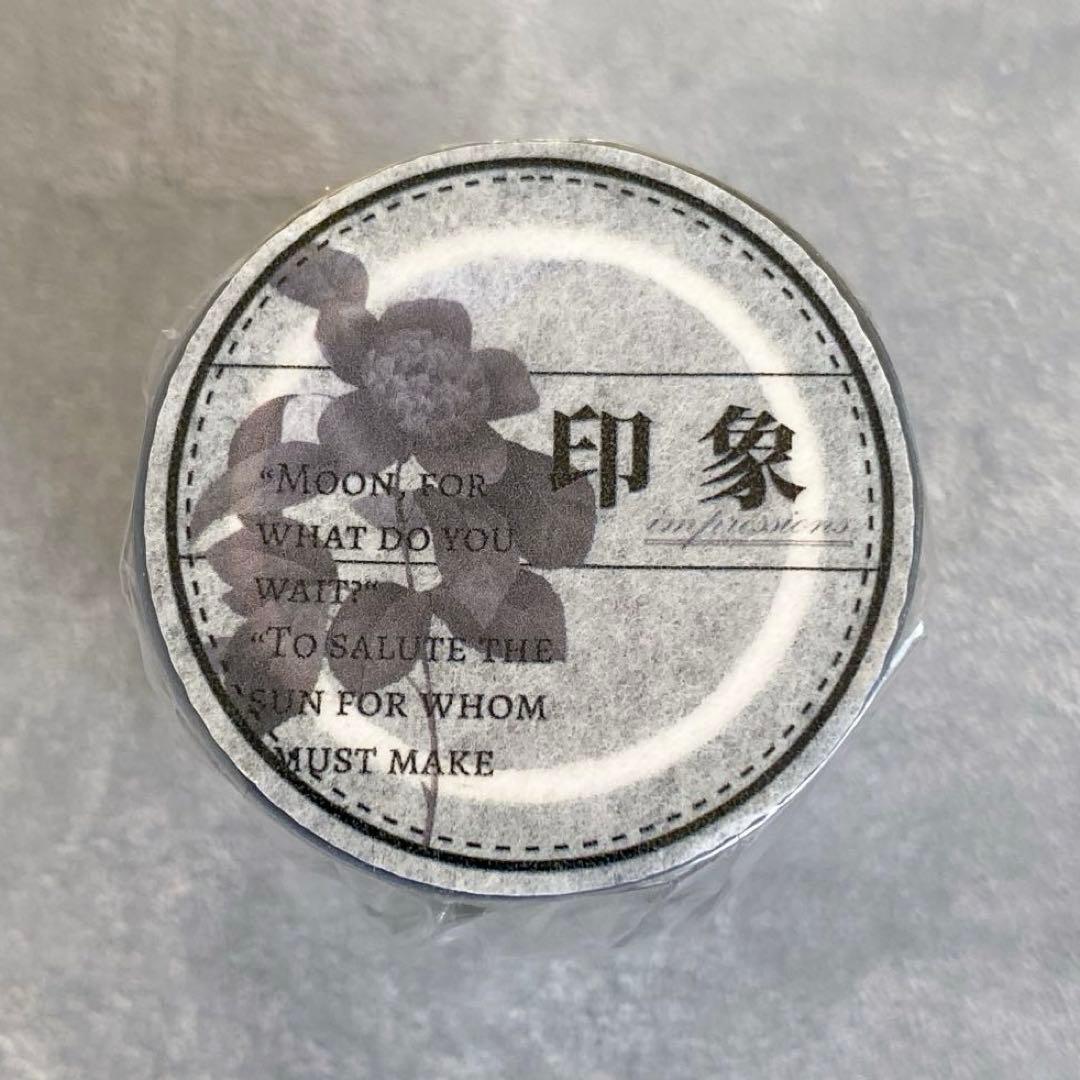 印象
impressions
“MOON, FOR
WHAT DO YOU
WAIT?“
“TO SALUTE THE
SUN FOR WHOM
MUST MAKE